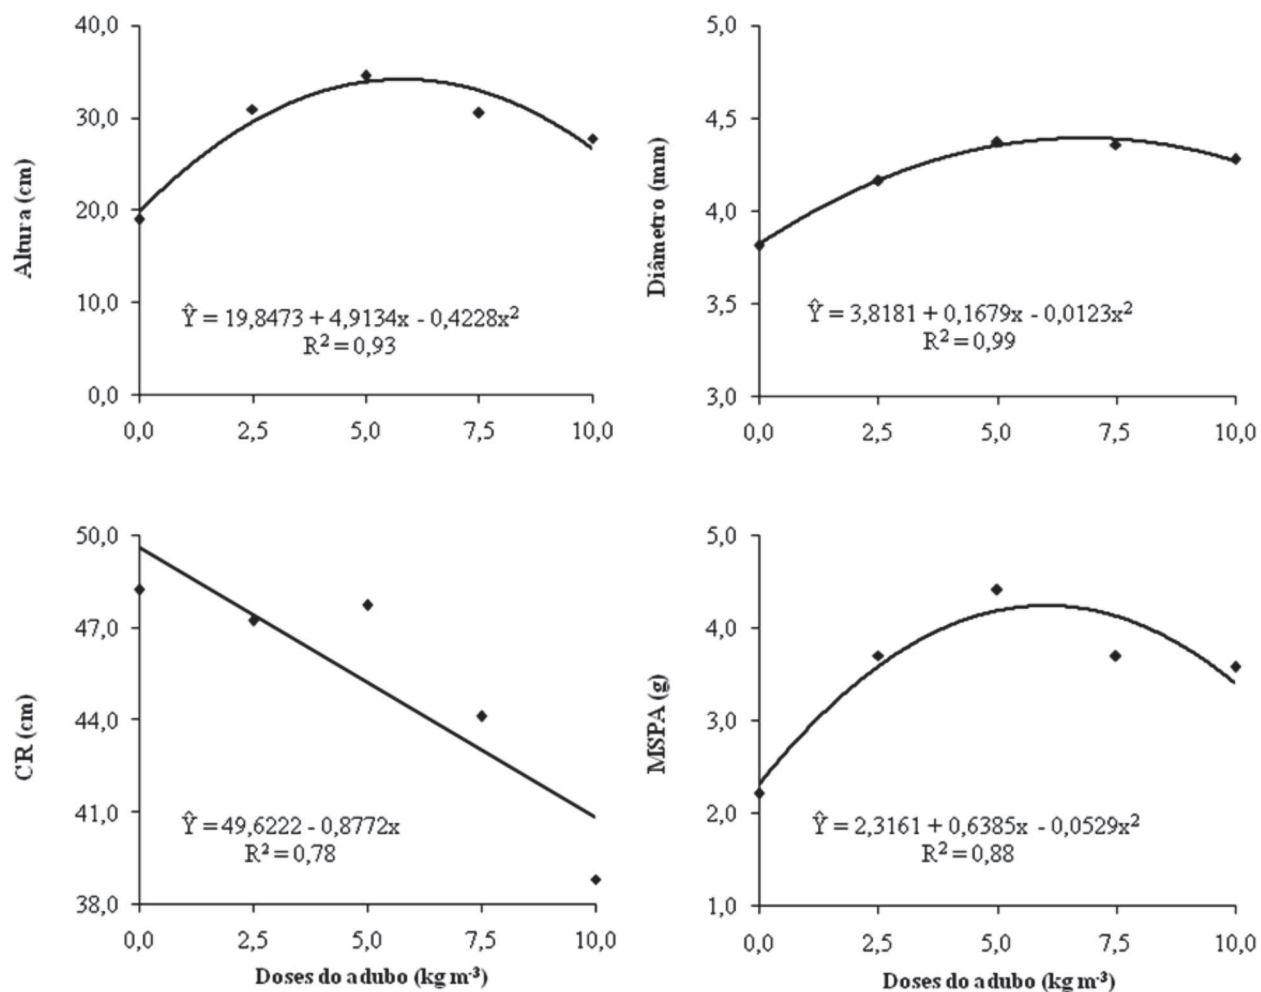 Altura (cm)
40,0
30,0
20,0
10,0
0,0
Ŷ = 19,8473 + 4,9134x - 0,4228x²
R² = 0,93
0,0 2,5 5,0 7,5 10,0
Diâmetro (mm)
5,0
4,5
4,0
3,5
3,0
Ŷ = 3,8181 + 0,1679x - 0,0123x²
R² = 0,99
0,0 2,5 5,0 7,5 10,0
CR (cm)
50,0
47,0
44,0
41,0
38,0
Ŷ = 49,6222 - 0,8772x
R² = 0,78
0,0 2,5 5,0 7,5 10,0
Doses do adubo (kg m⁻³)
MSPA (g)
5,0
4,0
3,0
2,0
1,0
Ŷ = 2,3161 + 0,6385x - 0,0529x²
R² = 0,88
0,0 2,5 5,0 7,5 10,0
Doses do adubo (kg m⁻³)